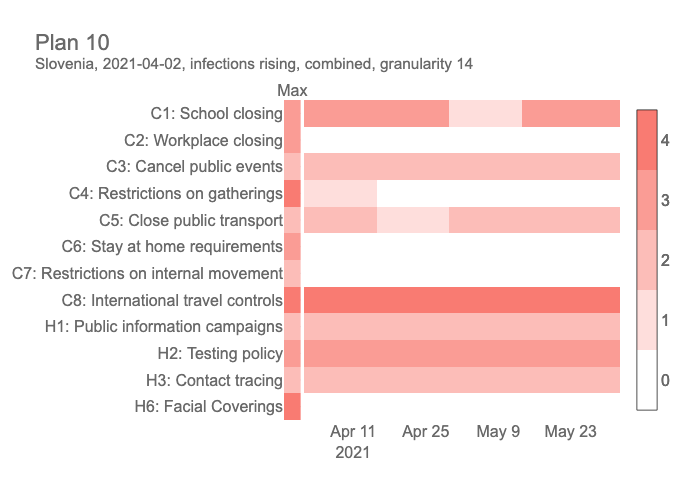 Plan 10
Slovenia, 2021-04-02, infections rising, combined, granularity 14
Max
C1: School closing
C2: Workplace closing
C3: Cancel public events
C4: Restrictions on gatherings
C5: Close public transport
C6: Stay at home requirements
C7: Restrictions on internal movement
C8: International travel controls
H1: Public information campaigns
H2: Testing policy
H3: Contact tracing
H6: Facial Coverings
Apr 11 Apr 25 May 9 May 23
2021
4
3
2
1
0